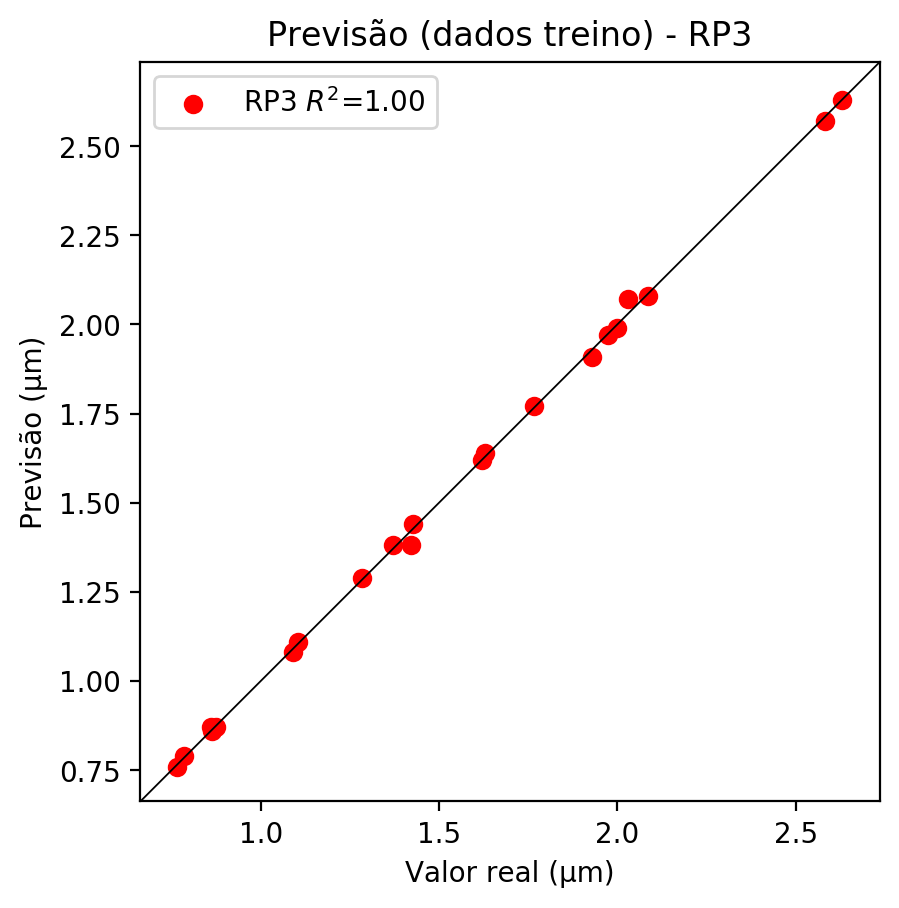 Previsão (dados treino) - RP3
RP3 R²=1.00
Previsão (µm)
2.50
2.25
2.00
1.75
1.50
1.25
1.00
0.75
1.0 1.5 2.0 2.5
Valor real (µm)